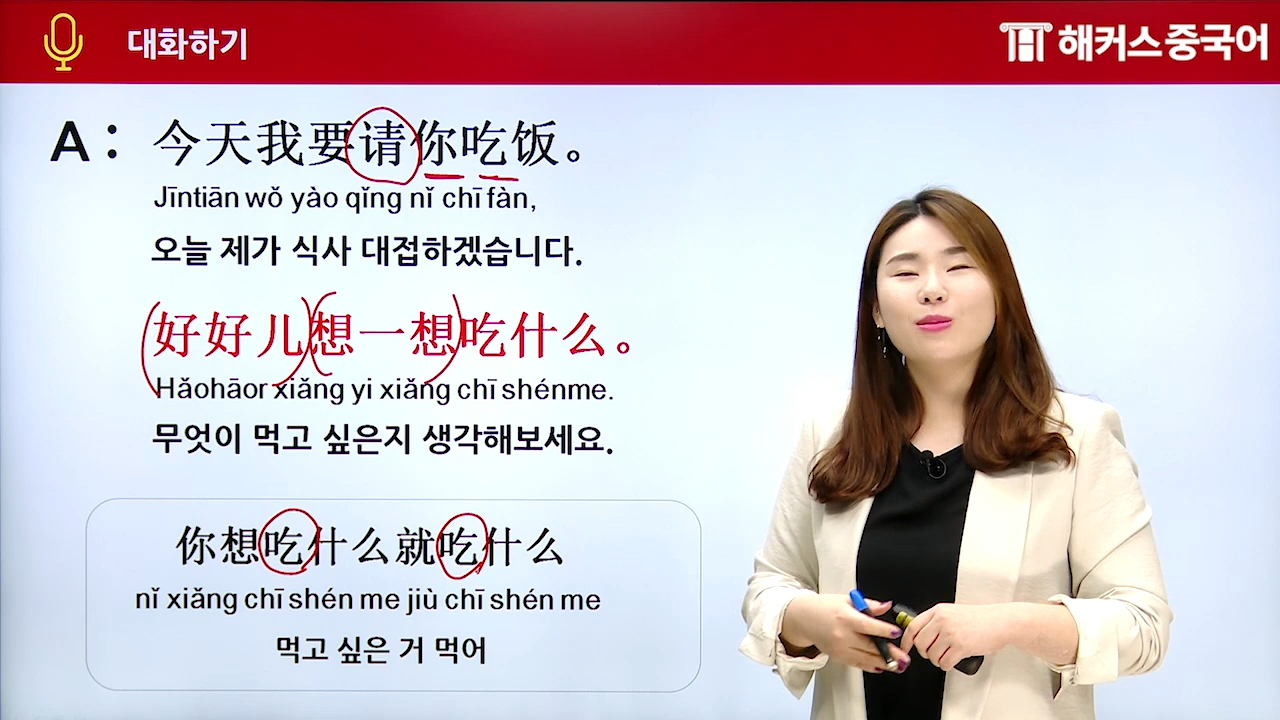 대화하기
해커스중국어
A: 今天我要请你吃饭。
Jīntiān wǒ yào qǐng nǐ chī fàn,
오늘 제가 식사 대접하겠습니다.
好好儿想一想吃什么。
Hǎohāor xiǎng yi xiǎng chī shénme.
무엇이 먹고 싶은지 생각해보세요.
你想吃什么就吃什么
nǐ xiǎng chī shén me jiù chī shén me
먹고 싶은 거 먹어